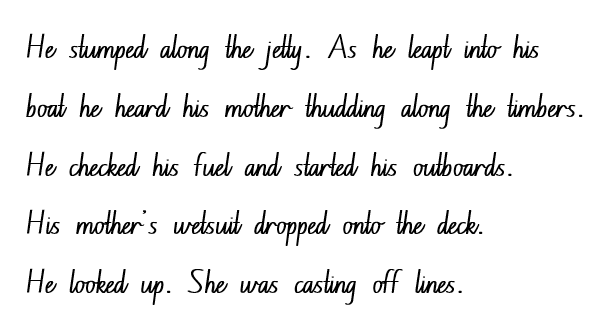 He stumped along the jetty. As he leapt into his
boat he heard his mother thudding along the timbers.
He checked his fuel and started his outboards.
His mother's wetsuit dropped onto the deck.
He looked up. She was casting off lines.